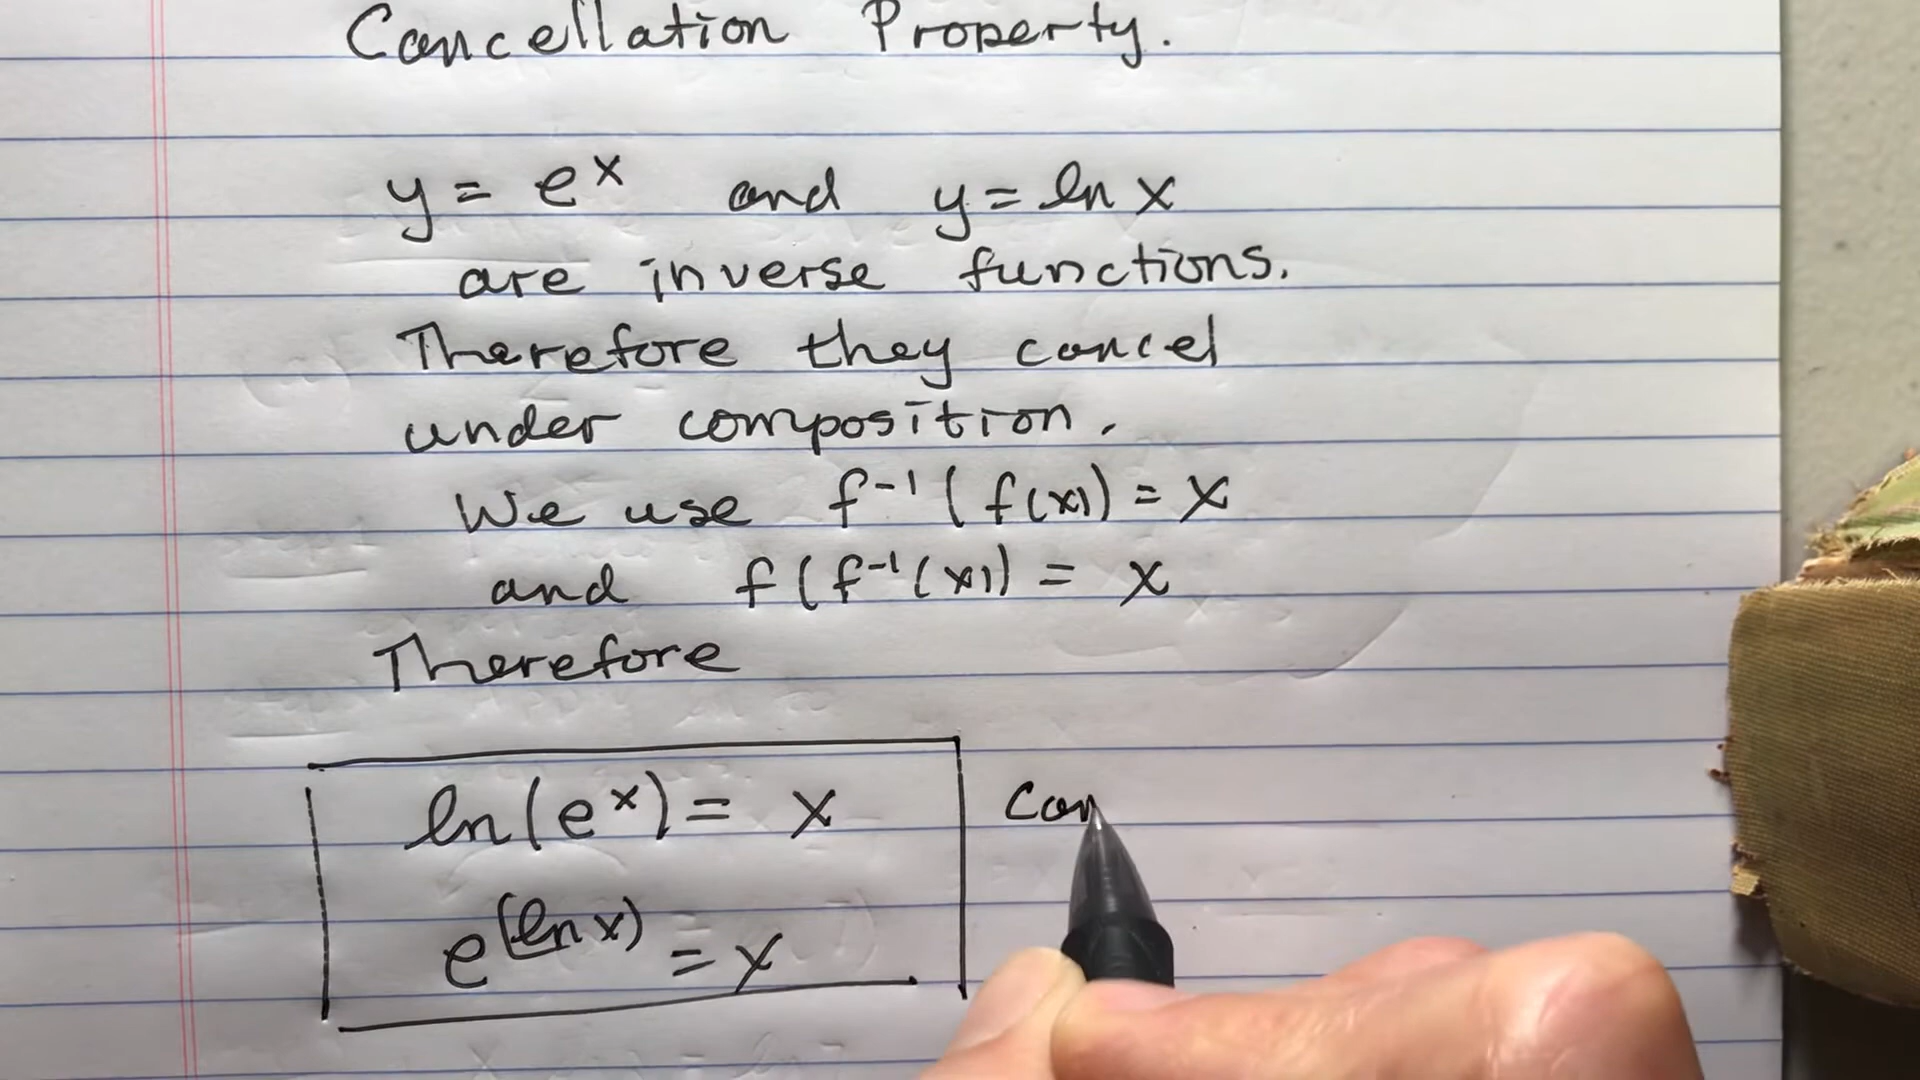 Cancellation Property.
y = e^x and y = ln x
are inverse functions.
Therefore they cancel
under composition.
We use f⁻¹(f(x)) = x
and f(f⁻¹(x)) = x
Therefore
ln(e^x) = x
e^(ln x) = x
Can